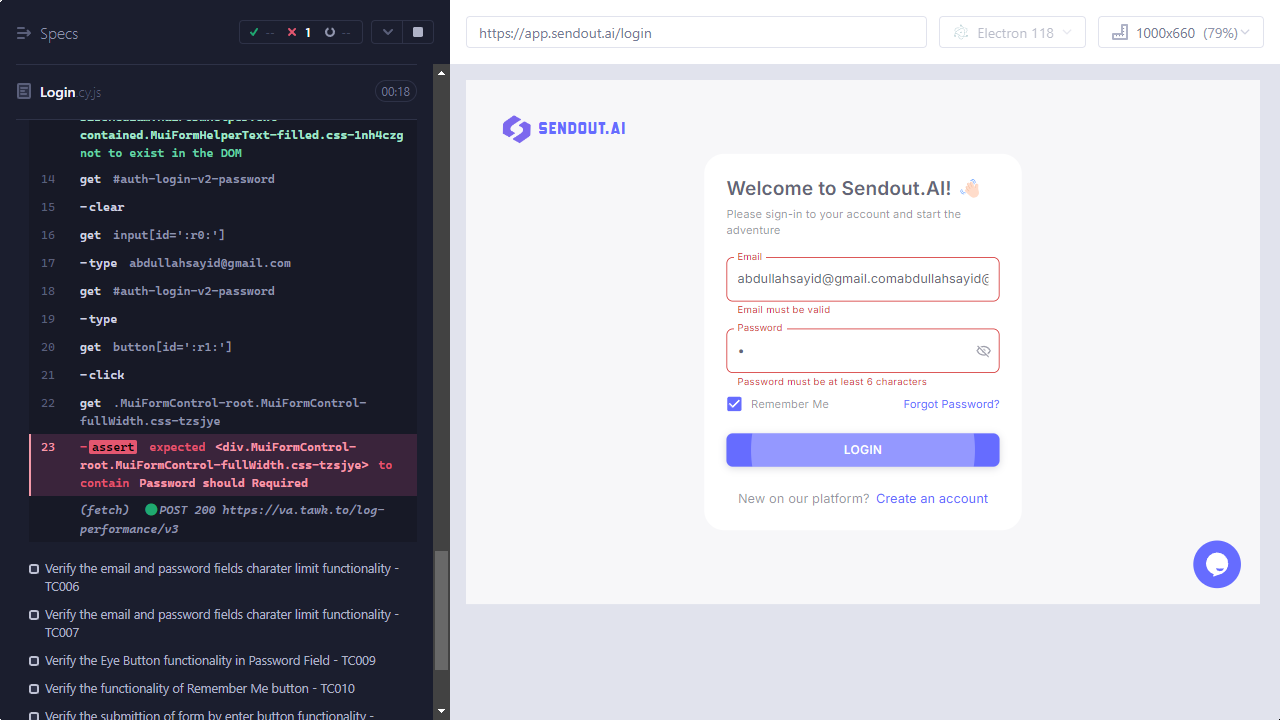 Specs
-- 1 --
Login.cy.js
00:18
contained.MuiFormHelperText-filled.css-1nh4czg
not to exist in the DOM
14 get #auth-login-v2-password
15 -clear
16 get input[id=':r0:']
17 -type abdullahsayid@gmail.com
18 get #auth-login-v2-password
19 -type
20 get button[id=':r1:']
21 -click
22 get .MuiFormControl-root.MuiFormControl-
fullWidth.css-tzsjye
23 -assert expected <div.MuiFormControl-
root.MuiFormControl-fullWidth.css-tzsjye> to
contain Password should Required
(fetch) POST 200 https://va.tawk.to/log-
performance/v3
Verify the email and password fields charater limit functionality -
TC006
Verify the email and password fields charater limit functionality -
TC007
Verify the Eye Button functionality in Password Field - TC009
Verify the functionality of Remember Me button - TC010
Verify the submittion of form by enter button functionality -
https://app.sendout.ai/login
Electron 118
1000x660 (79%)
SENDOUT.AI
Welcome to Sendout.AI! 👋🏻
Please sign-in to your account and start the
adventure
Email
abdullahsayid@gmail.comabdullahsayid@
Email must be valid
Password
•
Password must be at least 6 characters
Remember Me
Forgot Password?
LOGIN
New on our platform? Create an account